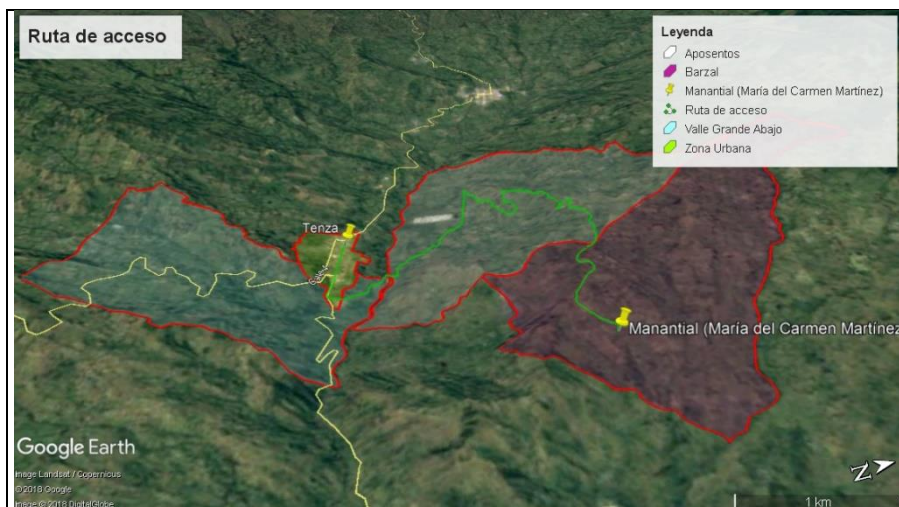 Ruta de acceso
Leyenda
Aposentos
Barzal
Manantial (María del Carmen Martínez)
Ruta de acceso
Valle Grande Abajo
Zona Urbana
Tenza
Manantial (María del Carmen Martínez
Google Earth
Image Landsat / Copernicus
© 2018 Google
Image © 2018 DigitalGlobe
N
1 km